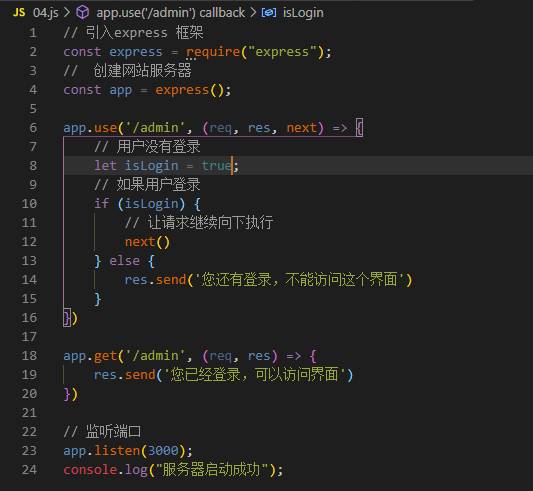 JS 04.js > app.use('/admin') callback > isLogin
1 // 引入express 框架
2 const express = require("express");
3 //  创建网站服务器
4 const app = express();
5
6 app.use('/admin', (req, res, next) => {
7     // 用户没有登录
8     let isLogin = true;
9     // 如果用户登录
10     if (isLogin) {
11         // 让请求继续向下执行
12         next()
13     } else {
14         res.send('您还有登录，不能访问这个界面')
15     }
16 })
17
18 app.get('/admin', (req, res) => {
19     res.send('您已经登录，可以访问界面')
20 })
21
22 // 监听端口
23 app.listen(3000);
24 console.log("服务器启动成功");